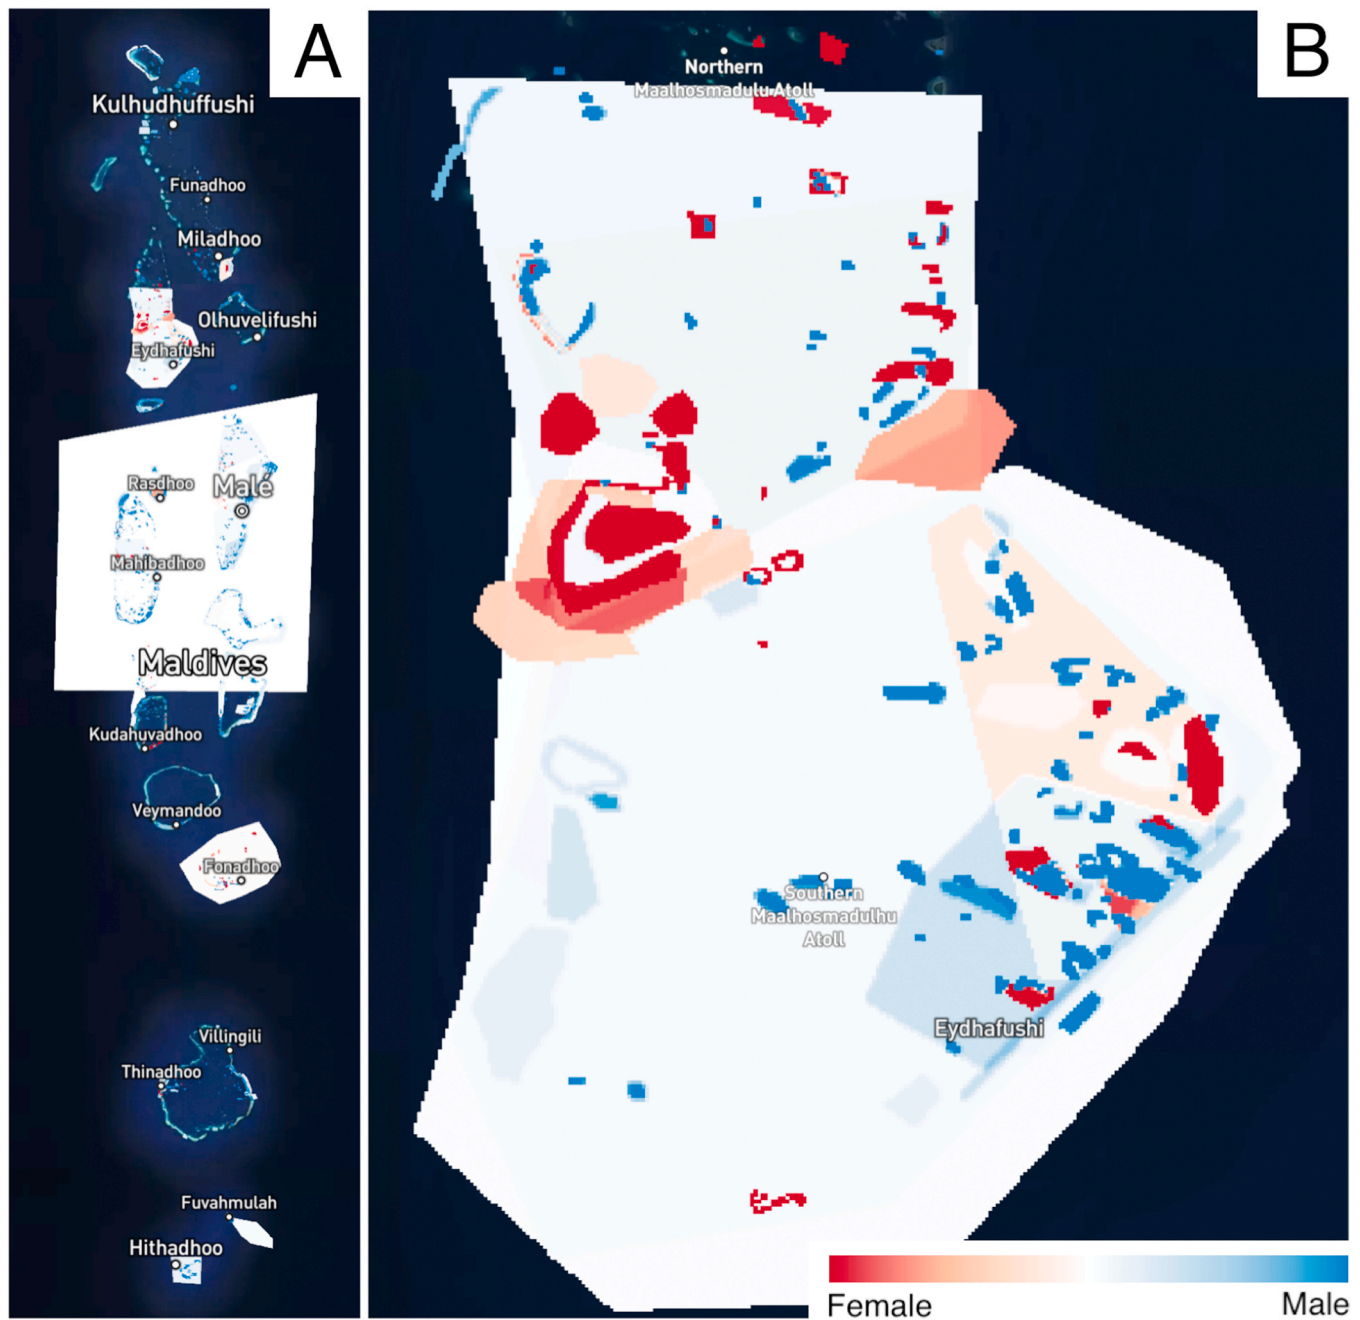 A
Kulhudhuffushi
Funadhoo
Miladhoo
Olhuvelifushi
Eydhafushi
Rasdhoo
Malé
Mahibadhoo
Maldives
Kudahuvadhoo
Veymandoo
Fonadhoo
Villingili
Thinadhoo
Fuvahmulah
Hithadhoo
B
Northern
Maalhosmadulu Atoll
Southern
Maalhosmadulhu
Atoll
Eydhafushi
Female
Male